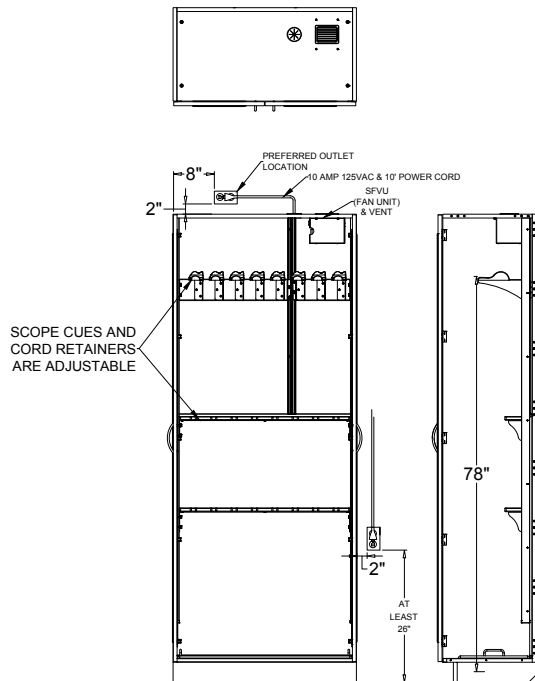 8"
PREFERRED OUTLET
LOCATION
10 AMP 125VAC & 10' POWER CORD
SFVU
(FAN UNIT)
& VENT
2"
SCOPE CUES AND
CORD RETAINERS
ARE ADJUSTABLE
78"
2"
AT
LEAST
26"